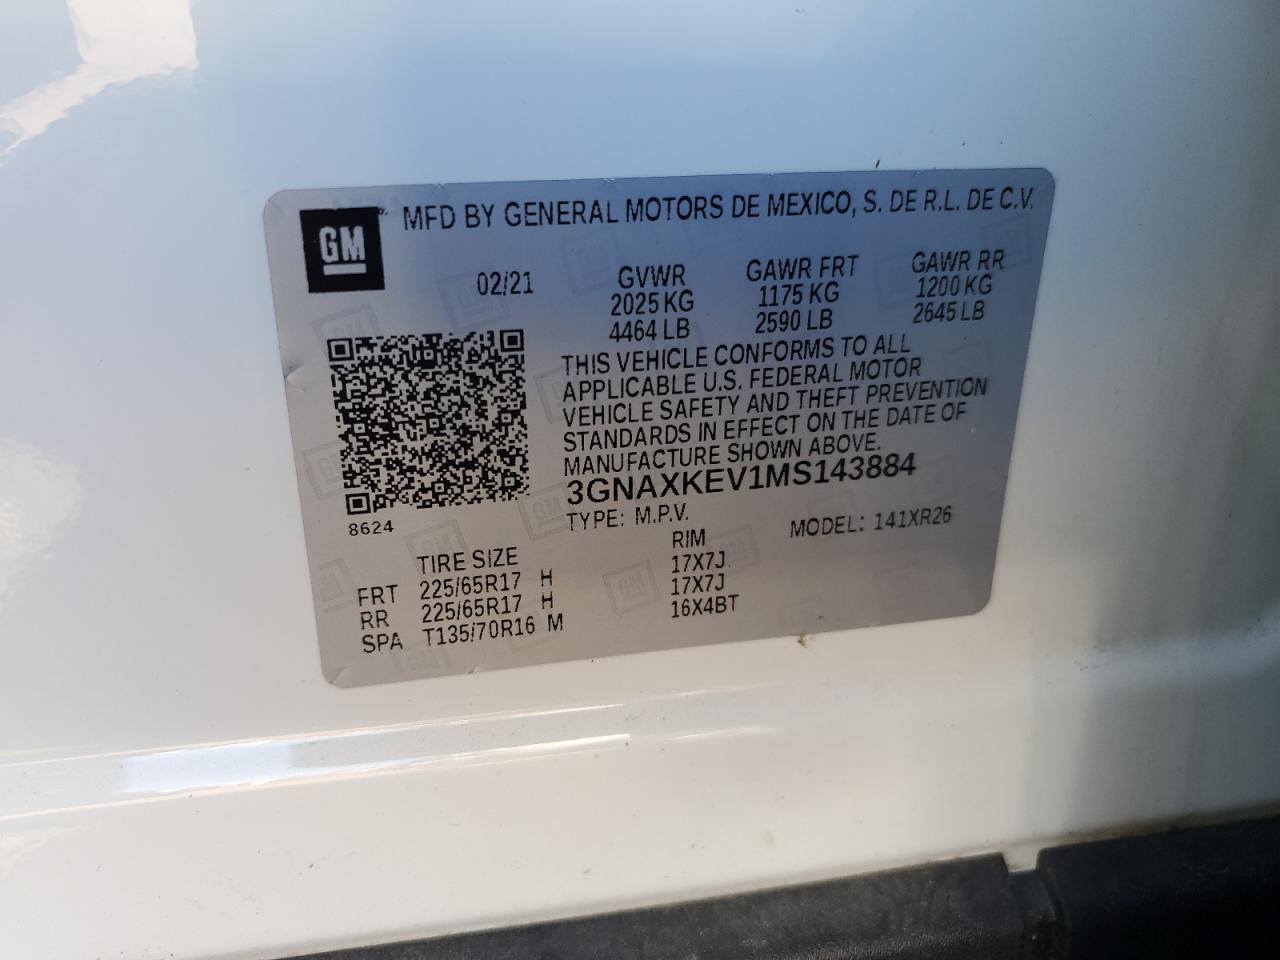 GM
MFD BY GENERAL MOTORS DE MEXICO, S. DE R.L. DE C.V.
02/21
GVWR
2025 KG
4464 LB
GAWR FRT
1175 KG
2590 LB
GAWR RR
1200 KG
2645 LB
THIS VEHICLE CONFORMS TO ALL
APPLICABLE U.S. FEDERAL MOTOR
VEHICLE SAFETY AND THEFT PREVENTION
STANDARDS IN EFFECT ON THE DATE OF
MANUFACTURE SHOWN ABOVE.
3GNAXKEV1MS143884
8624
TYPE: M.P.V. MODEL: 141XR26
TIRE SIZE RIM
FRT 225/65R17 H 17X7J
RR 225/65R17 H 17X7J
SPA T135/70R16 M 16X4BT